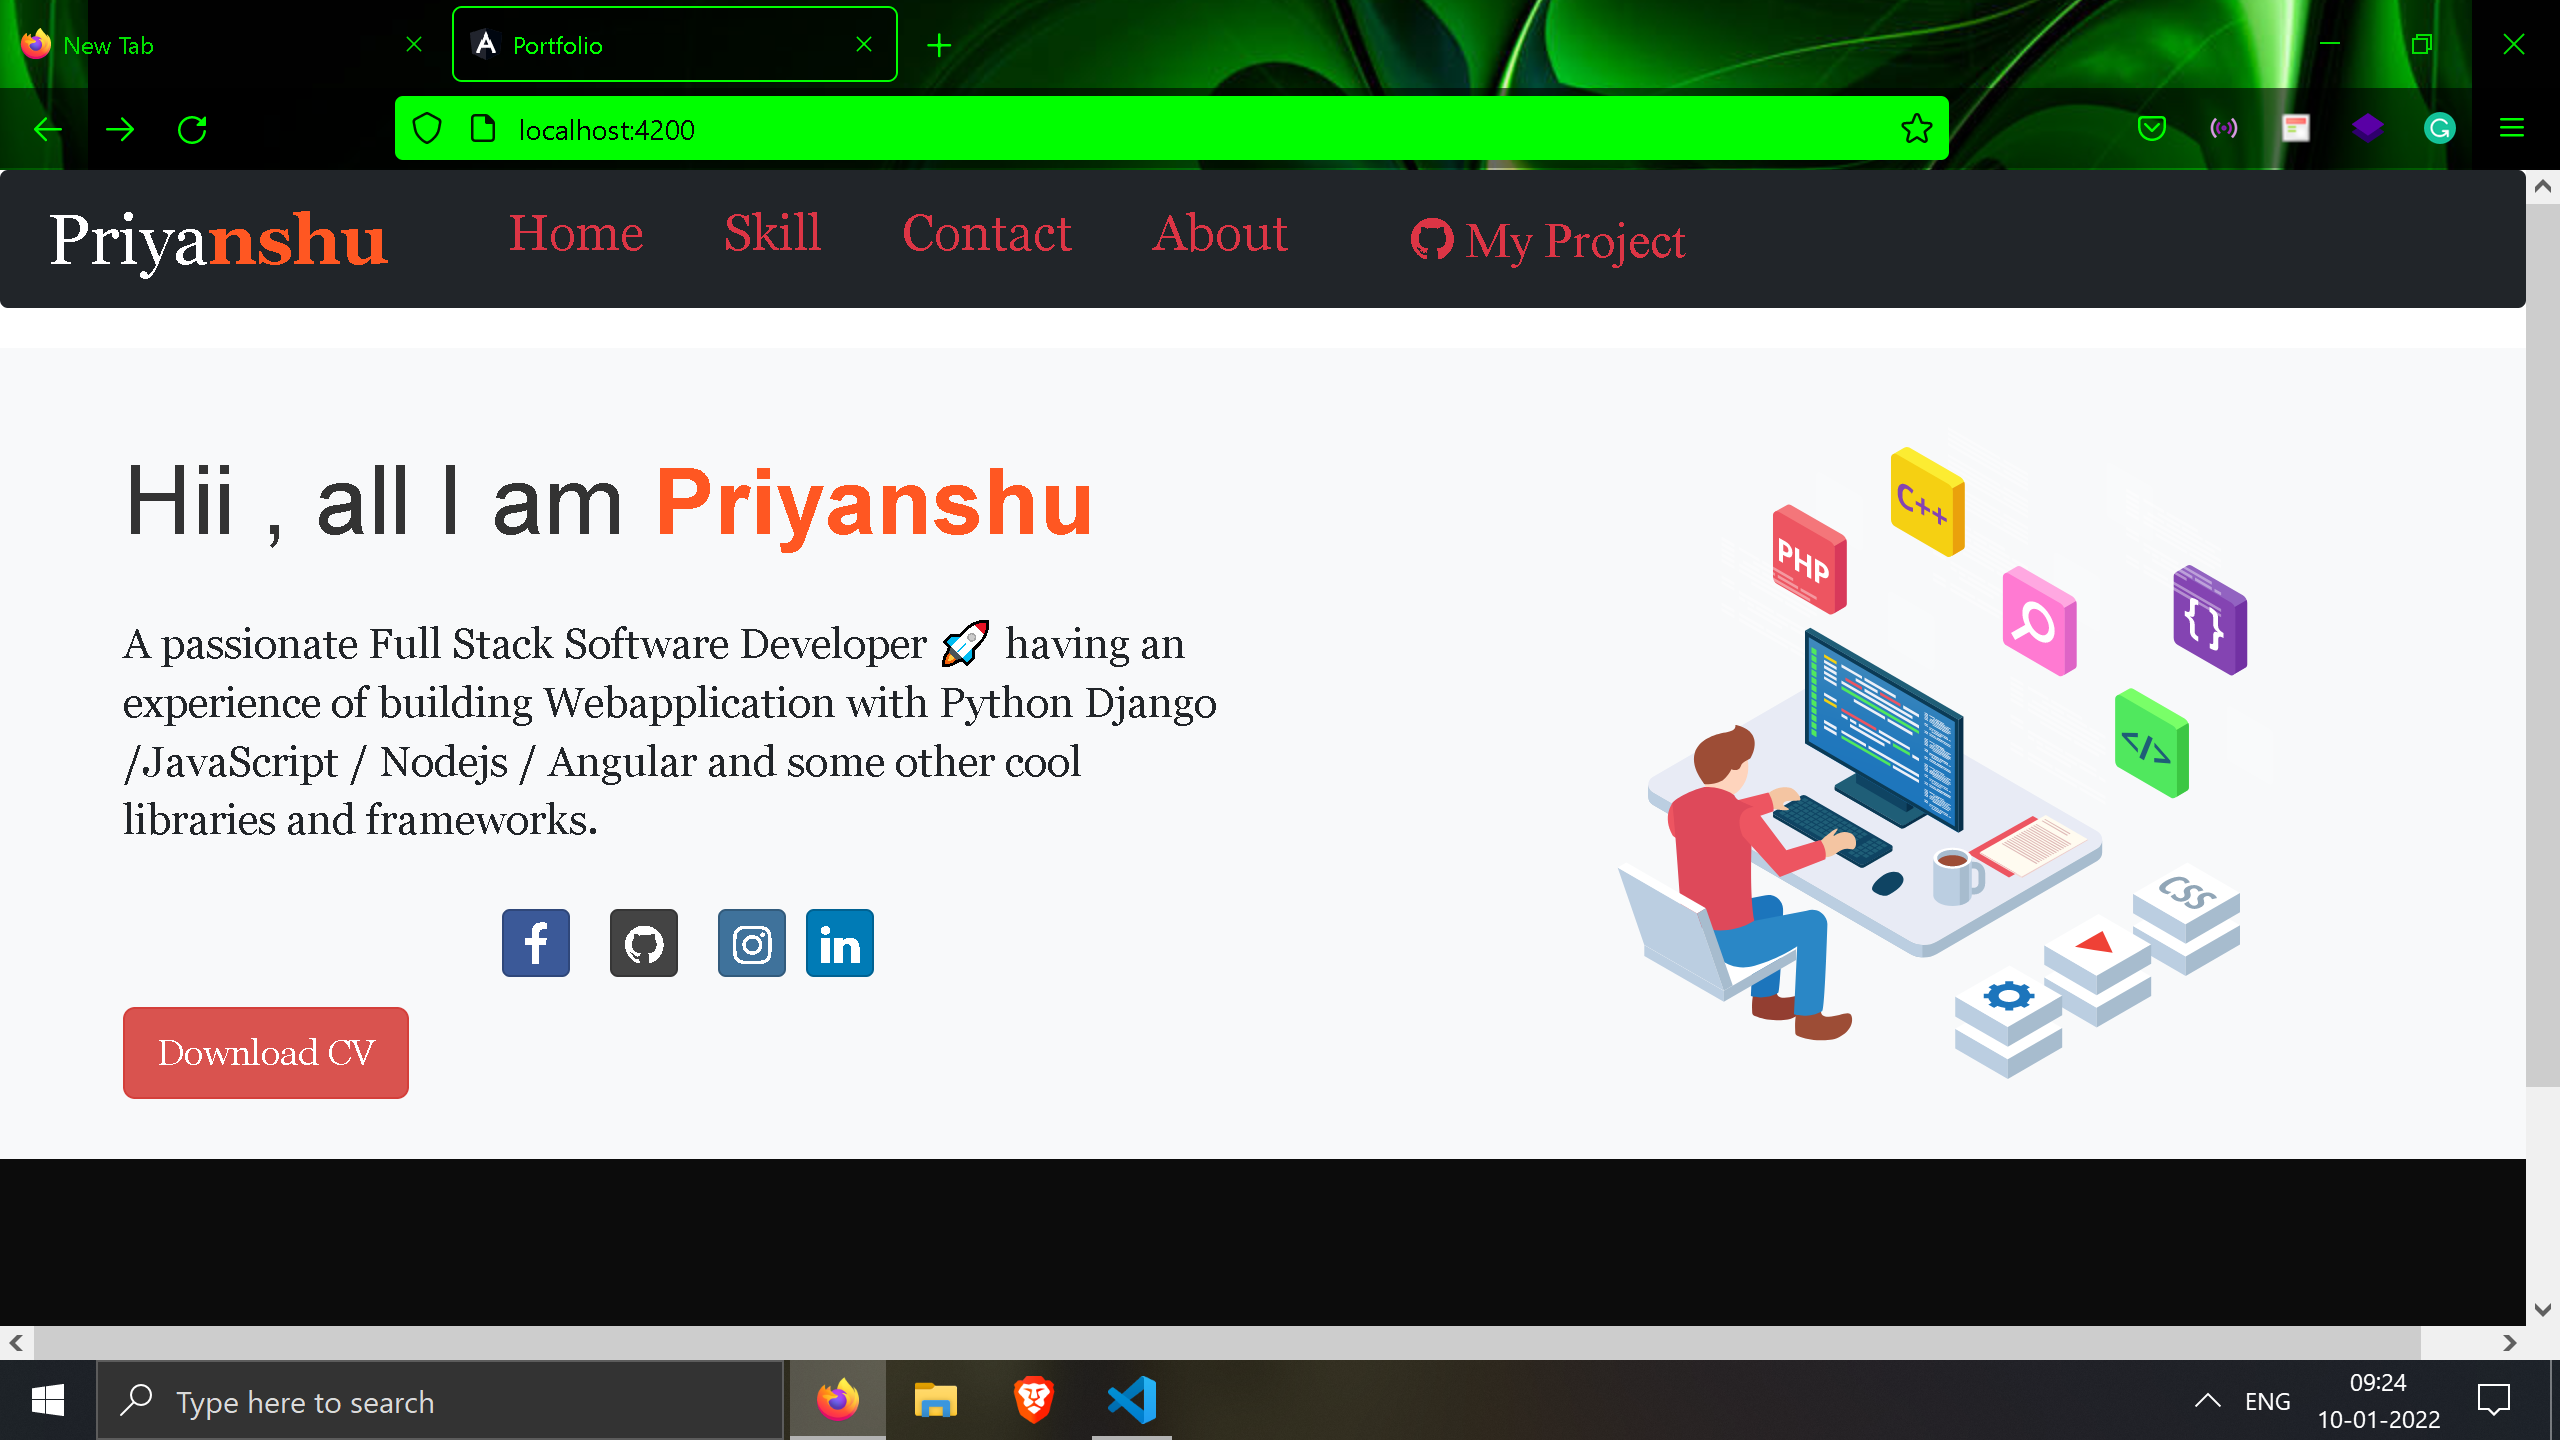 New Tab
Portfolio
localhost:4200
Priyanshu
Home
Skill
Contact
About
My Project
Hii , all I am Priyanshu
A passionate Full Stack Software Developer 🚀 having an
experience of building Webapplication with Python Django
/JavaScript / Nodejs / Angular and some other cool
libraries and frameworks.
Download CV
C++
PHP
{}
</>
CSS
Type here to search
ENG
09:24
10-01-2022